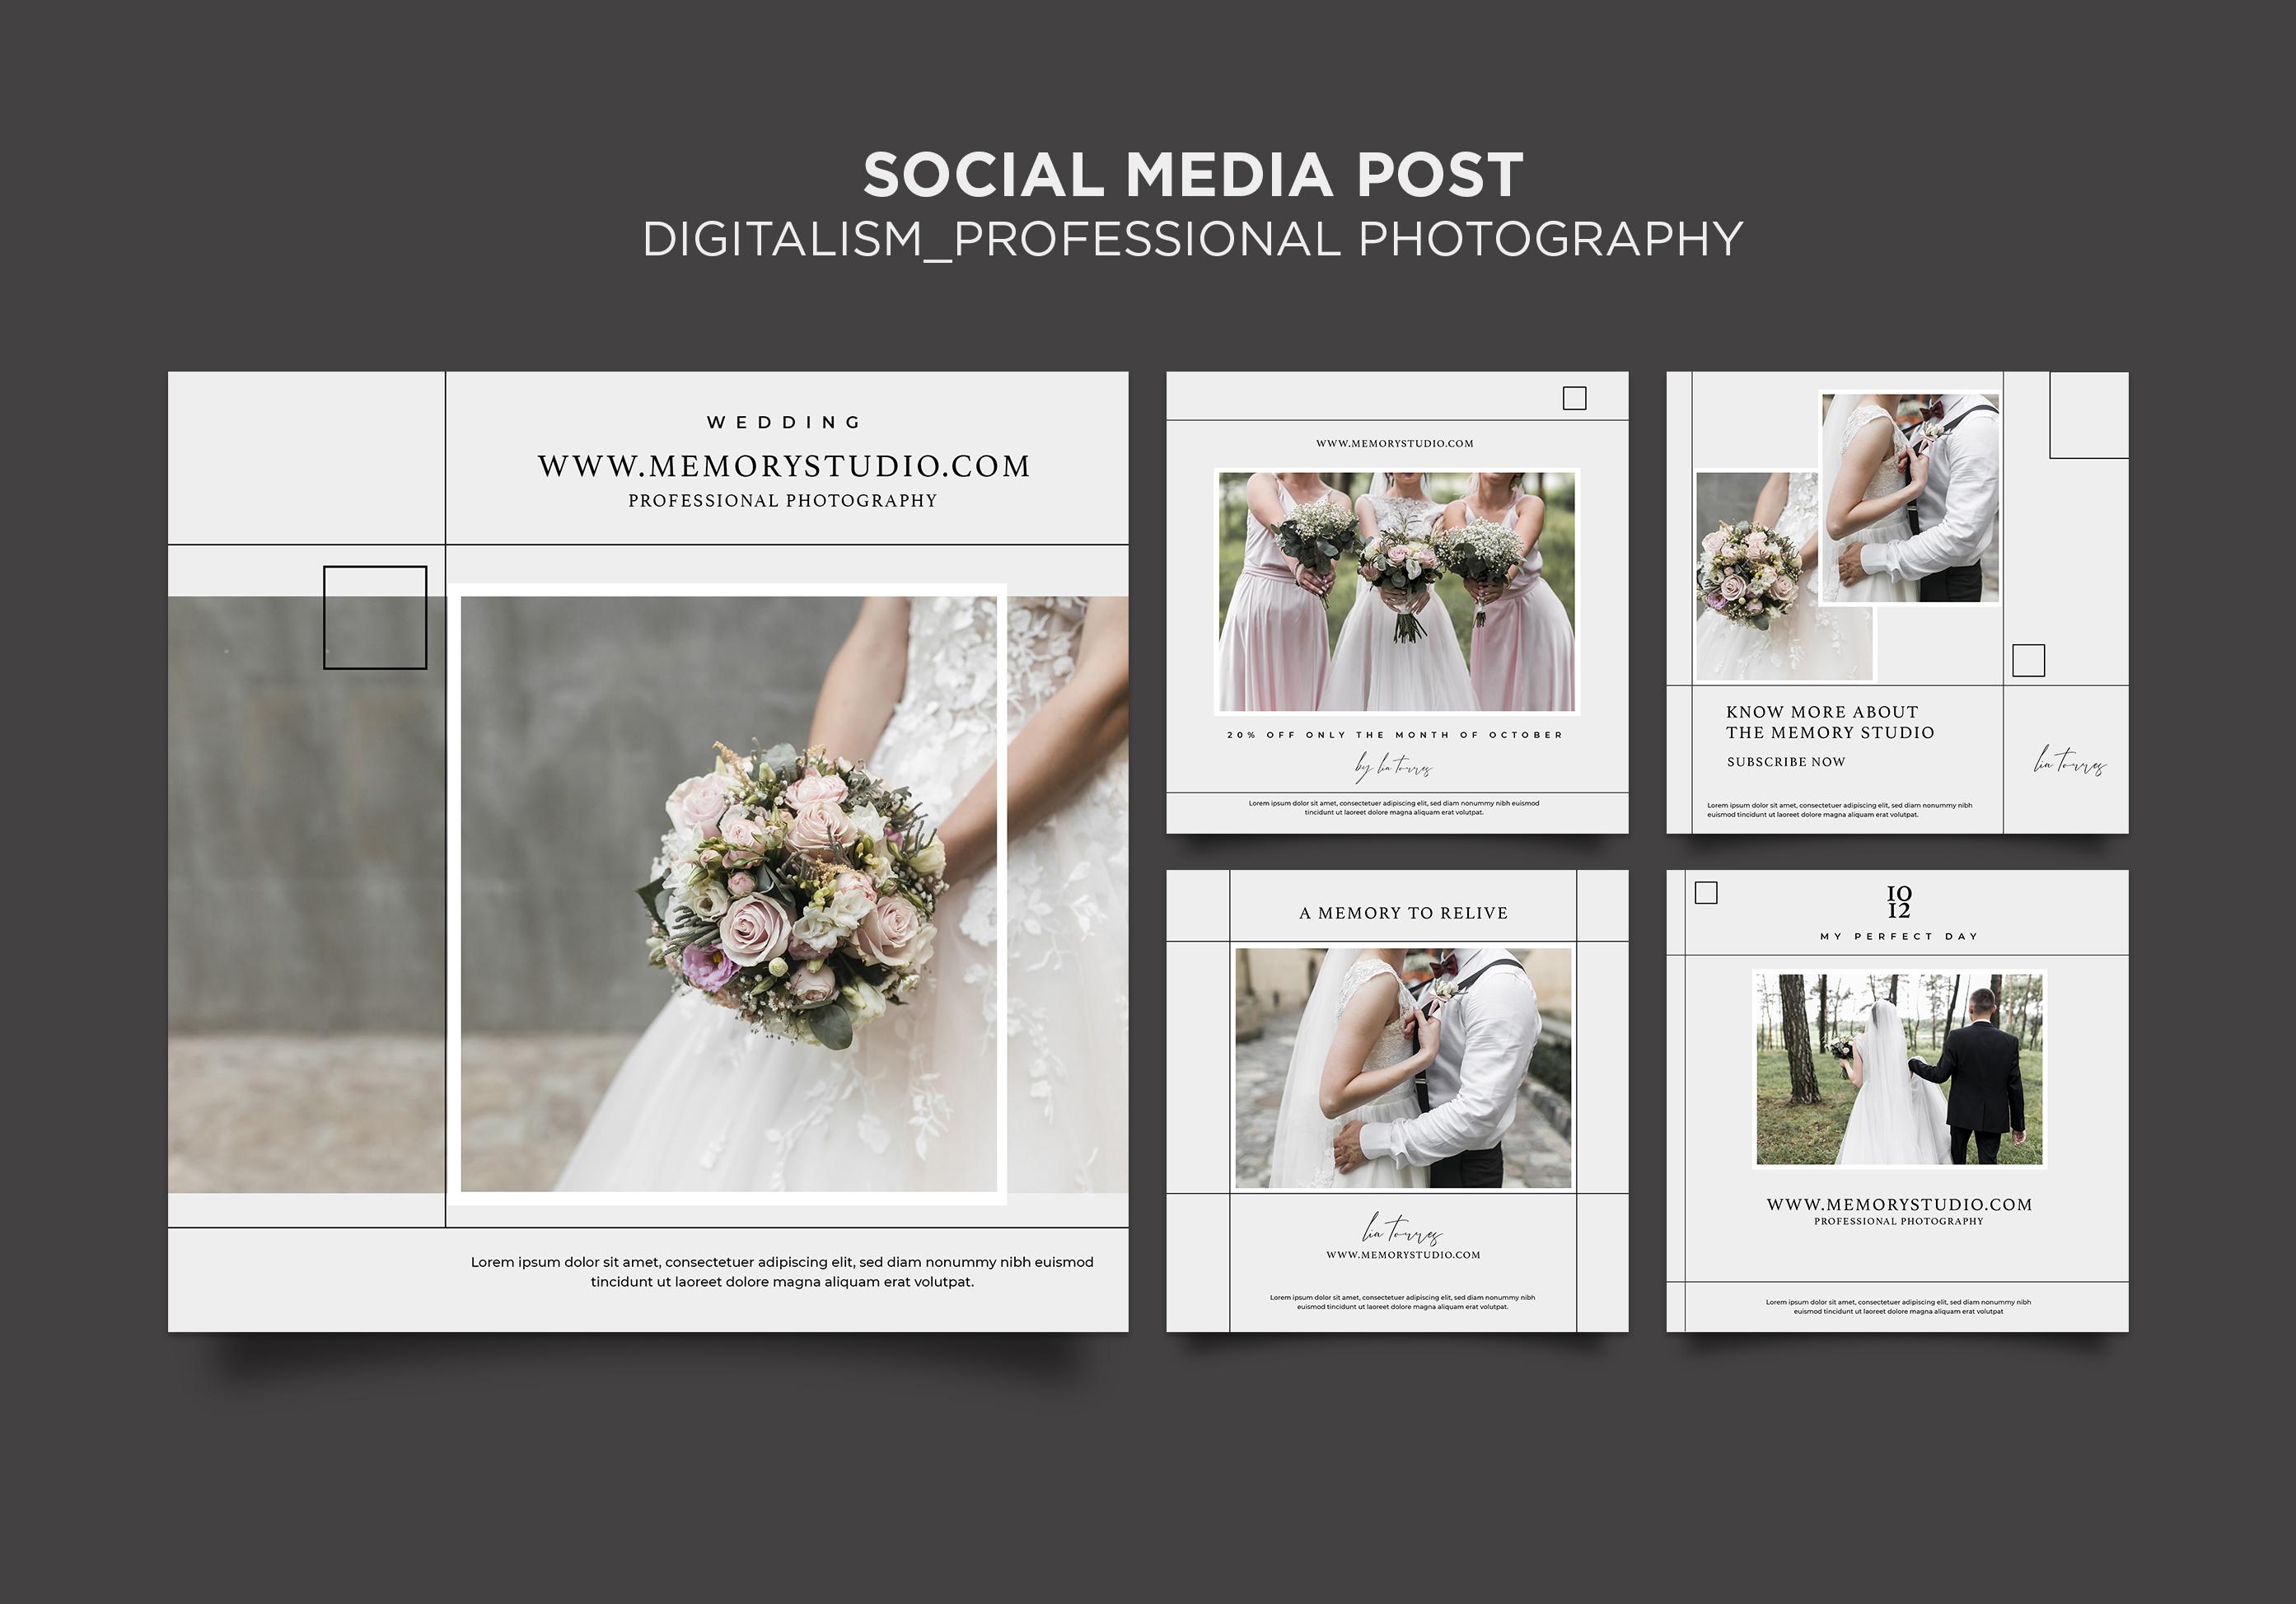 SOCIAL MEDIA POST
DIGITALISM_PROFESSIONAL PHOTOGRAPHY
WEDDING
WWW.MEMORYSTUDIO.COM
PROFESSIONAL PHOTOGRAPHY
Lorem ipsum dolor sit amet, consectetuer adipiscing elit, sed diam nonummy nibh euismod
tincidunt ut laoreet dolore magna aliquam erat volutpat.
WWW.MEMORYSTUDIO.COM
20% OFF ONLY THE MONTH OF OCTOBER
by lia torres
Lorem ipsum dolor sit amet, consectetuer adipiscing elit, sed diam nonummy nibh euismod
tincidunt ut laoreet dolore magna aliquam erat volutpat.
KNOW MORE ABOUT
THE MEMORY STUDIO
SUBSCRIBE NOW
lia torres
Lorem ipsum dolor sit amet, consectetuer adipiscing elit, sed diam nonummy nibh
euismod tincidunt ut laoreet dolore magna aliquam erat volutpat.
A MEMORY TO RELIVE
lia torres
WWW.MEMORYSTUDIO.COM
Lorem ipsum dolor sit amet, consectetuer adipiscing elit, sed diam nonummy nibh
euismod tincidunt ut laoreet dolore magna aliquam erat volutpat.
10
12
MY PERFECT DAY
WWW.MEMORYSTUDIO.COM
PROFESSIONAL PHOTOGRAPHY
Lorem ipsum dolor sit amet, consectetuer adipiscing elit, sed diam nonummy nibh
euismod tincidunt ut laoreet dolore magna aliquam erat volutpat